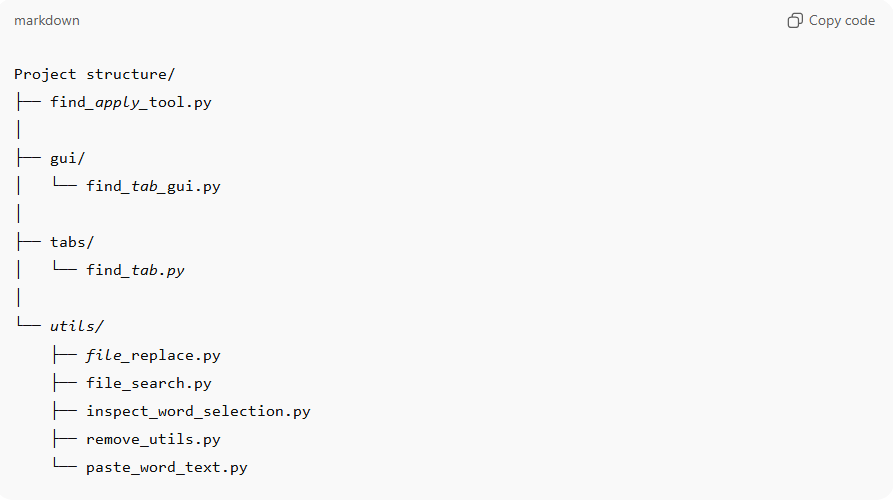 markdown
Copy code
Project structure/
├── find_apply_tool.py
│
├── gui/
│   └── find_tab_gui.py
│
├── tabs/
│   └── find_tab.py
│
└── utils/
    ├── file_replace.py
    ├── file_search.py
    ├── inspect_word_selection.py
    ├── remove_utils.py
    └── paste_word_text.py